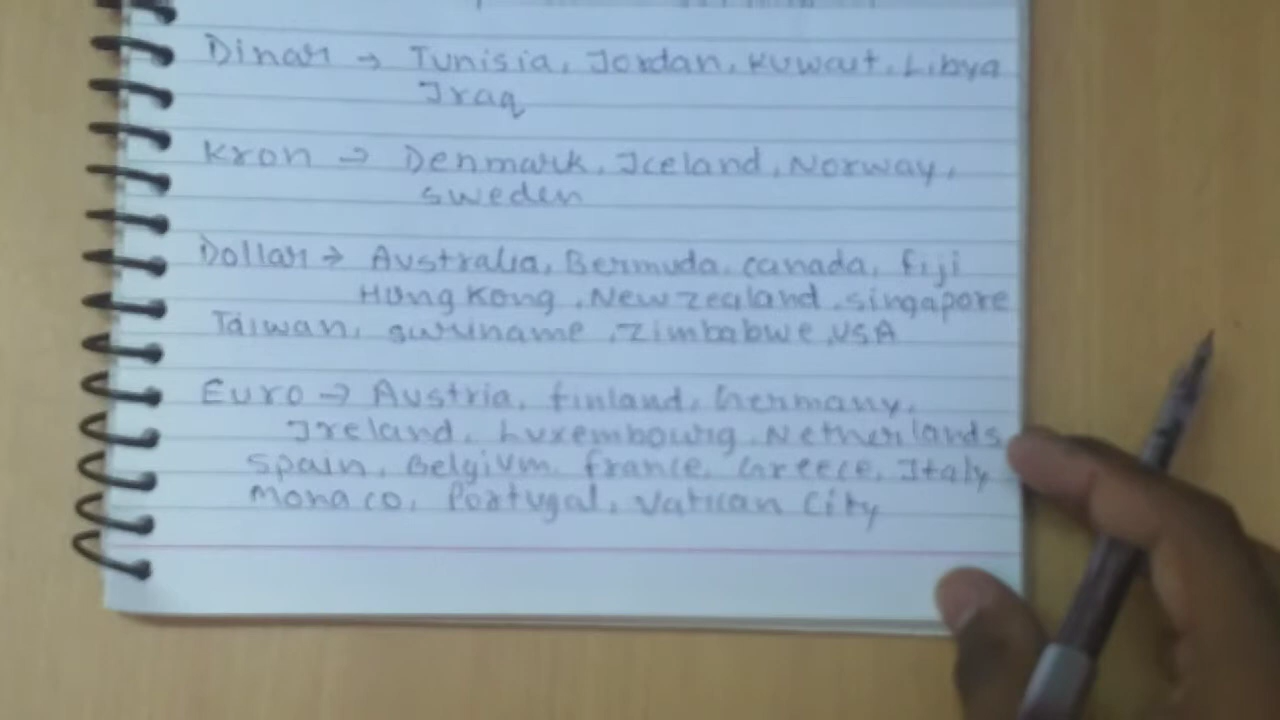 Dinar → Tunisia, Jordan, Kuwait, Libya
Iraq
Kron → Denmark, Iceland, Norway,
Sweden
Dollar → Australia, Bermuda, Canada, Fiji
Hong Kong, New Zealand, Singapore
Taiwan, Suriname, Zimbabwe, USA
Euro → Austria, Finland, Germany,
Ireland, Luxembourg, Netherlands
Spain, Belgium, France, Greece, Italy
Monaco, Portugal, Vatican City